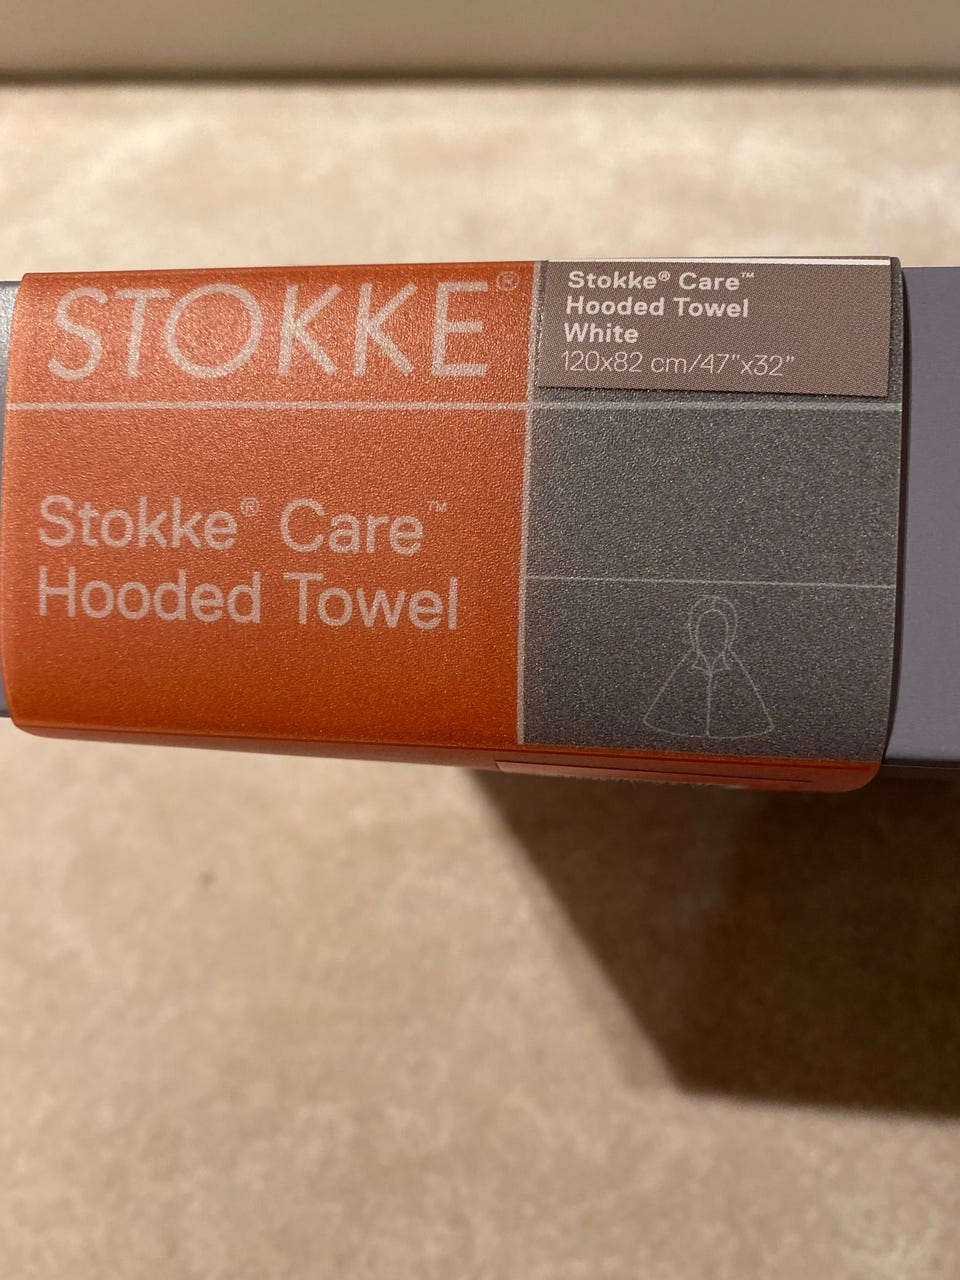 STOKKE®
Stokke® Care™
Hooded Towel
White
120x82 cm/47"x32"
Stokke® Care™
Hooded Towel